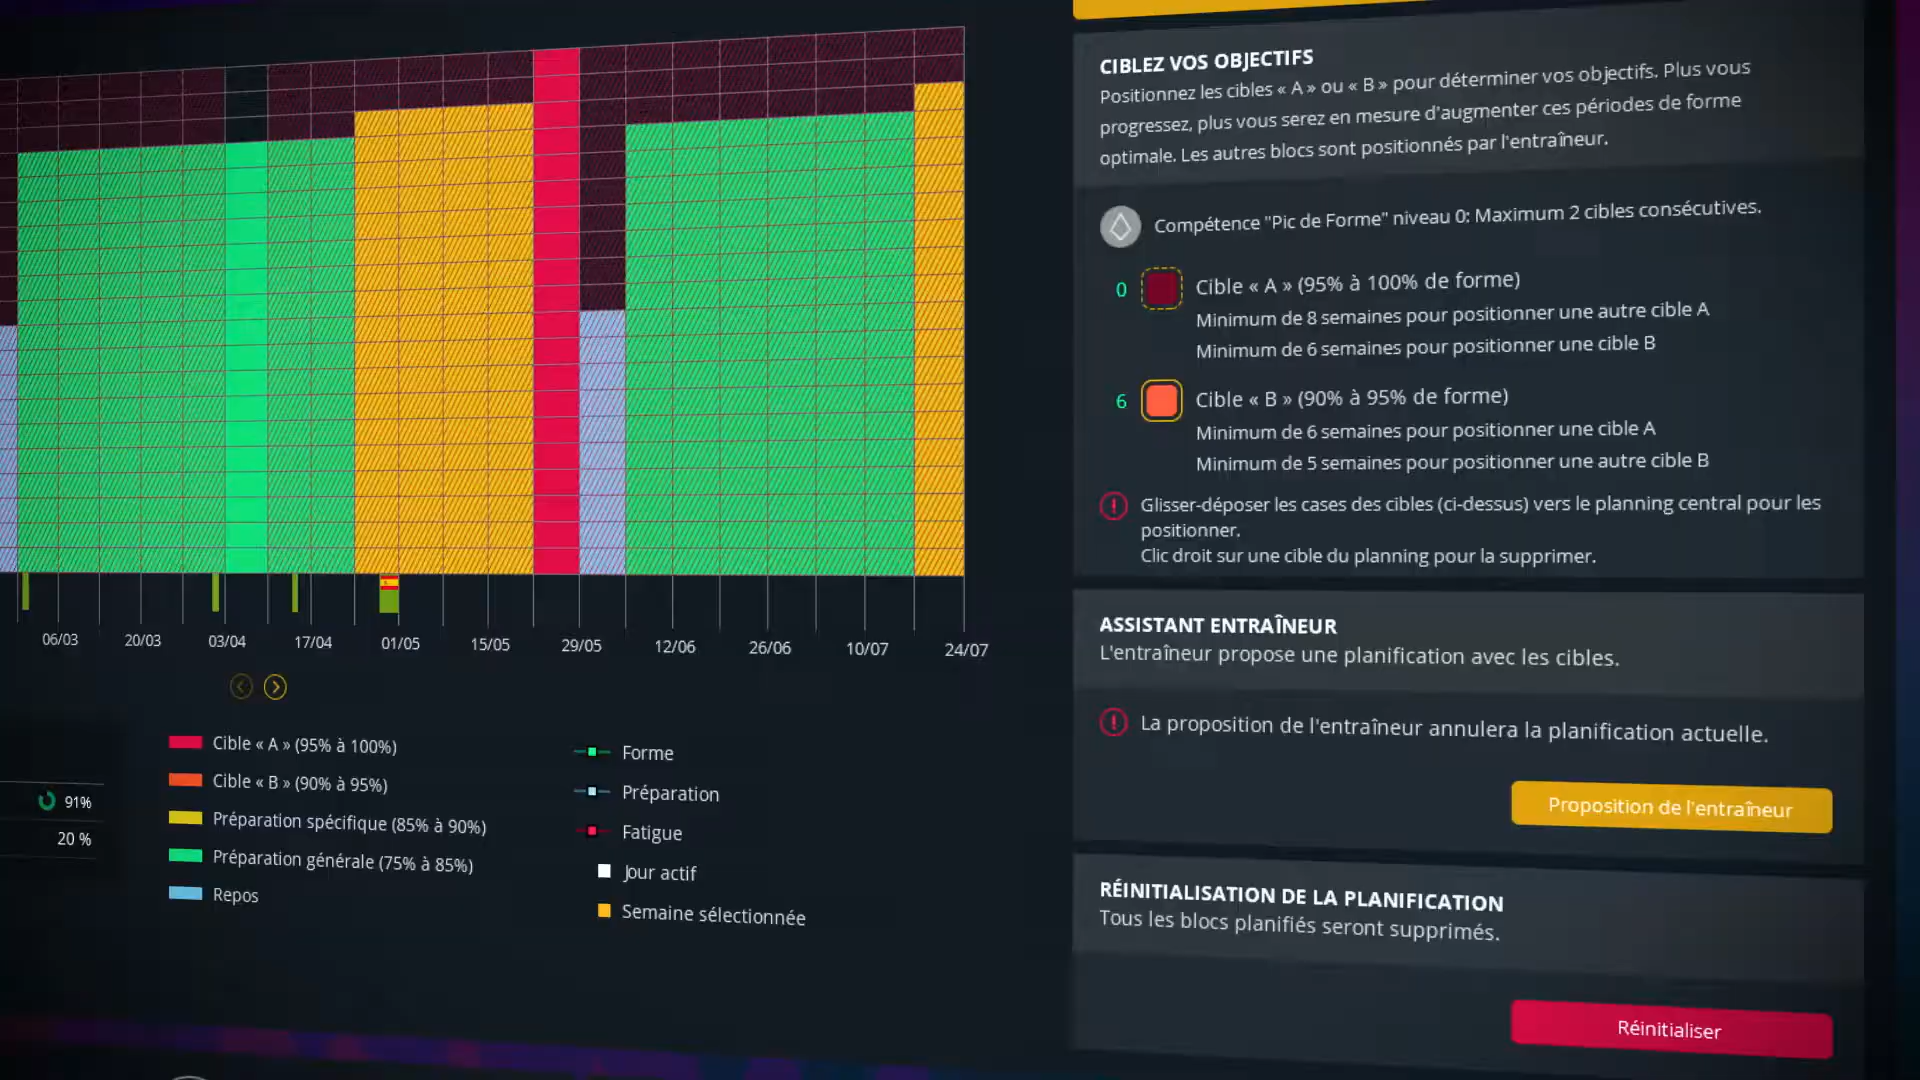 CIBLEZ VOS OBJECTIFS
Positionnez les cibles « A » ou « B » pour déterminer vos objectifs. Plus vous
progressez, plus vous serez en mesure d'augmenter ces périodes de forme
optimale. Les autres blocs sont positionnés par l'entraîneur.
Compétence "Pic de Forme" niveau 0: Maximum 2 cibles consécutives.
0
Cible « A » (95% à 100% de forme)
Minimum de 8 semaines pour positionner une autre cible A
Minimum de 6 semaines pour positionner une cible B
6
Cible « B » (90% à 95% de forme)
Minimum de 6 semaines pour positionner une cible A
Minimum de 5 semaines pour positionner une autre cible B
Glisser-déposer les cases des cibles (ci-dessus) vers le planning central pour les
positionner.
Clic droit sur une cible du planning pour la supprimer.
06/03 20/03 03/04 17/04 01/05 15/05 29/05 12/06 26/06 10/07 24/07
91%
20 %
Cible « A » (95% à 100%)
Cible « B » (90% à 95%)
Préparation spécifique (85% à 90%)
Préparation générale (75% à 85%)
Repos
Forme
Préparation
Fatigue
Jour actif
Semaine sélectionnée
ASSISTANT ENTRAÎNEUR
L'entraîneur propose une planification avec les cibles.
La proposition de l'entraîneur annulera la planification actuelle.
Proposition de l'entraîneur
RÉINITIALISATION DE LA PLANIFICATION
Tous les blocs planifiés seront supprimés.
Réinitialiser